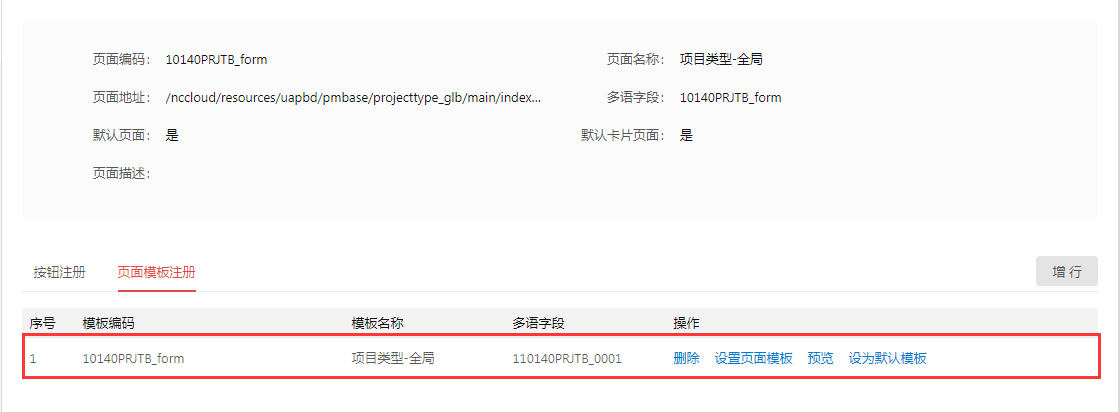 页面编码： 10140PRJTB_form 页面名称： 项目类型-全局
页面地址： /nccloud/resources/uapbd/pmbase/projecttype_glb/main/index... 多语字段： 10140PRJTB_form
默认页面： 是 默认卡片页面： 是
页面描述：
按钮注册 页面模板注册 增 行
序号 模板编码 模板名称 多语字段 操作
1 10140PRJTB_form 项目类型-全局 110140PRJTB_0001 删除 设置页面模板 预览 设为默认模板